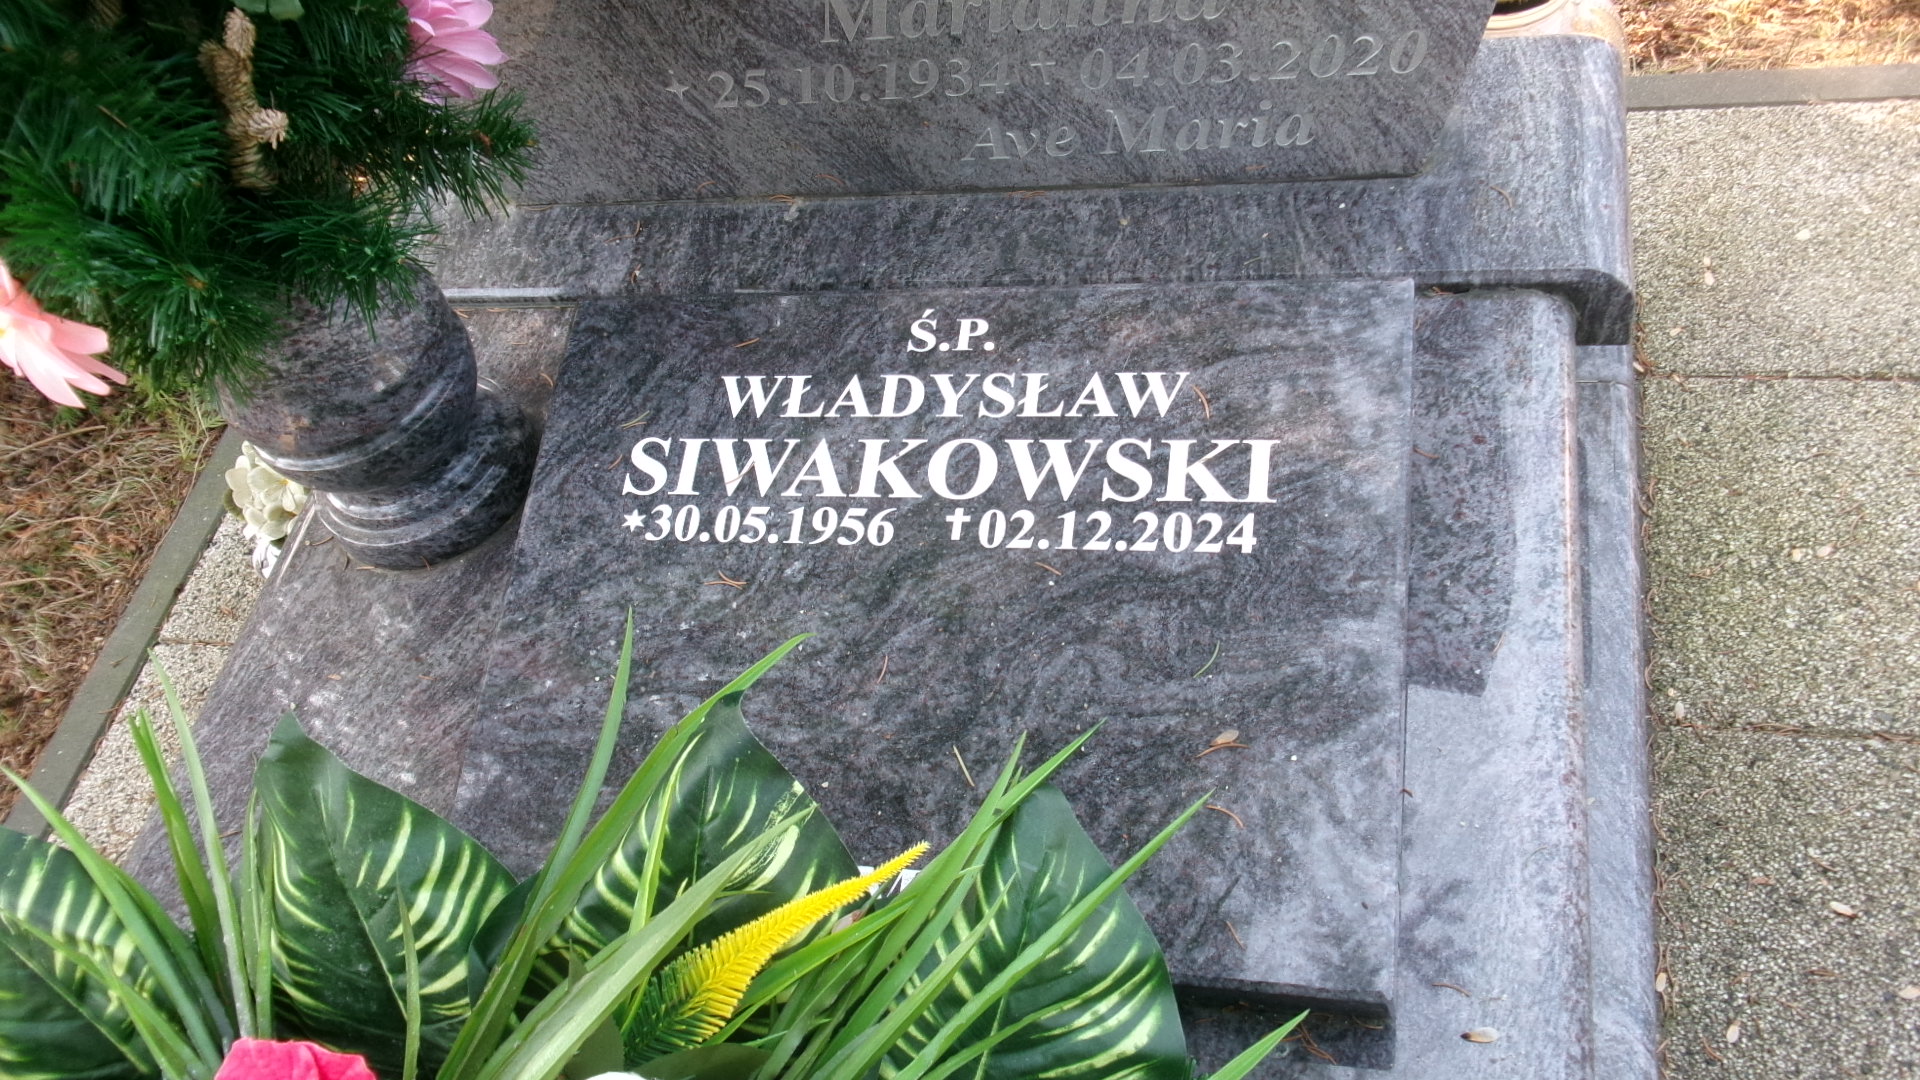 Marianna
✶ 25.10.1934 † 04.03.2020
Ave Maria
Ś.P.
WŁADYSŁAW
SIWAKOWSKI
✶30.05.1956 †02.12.2024